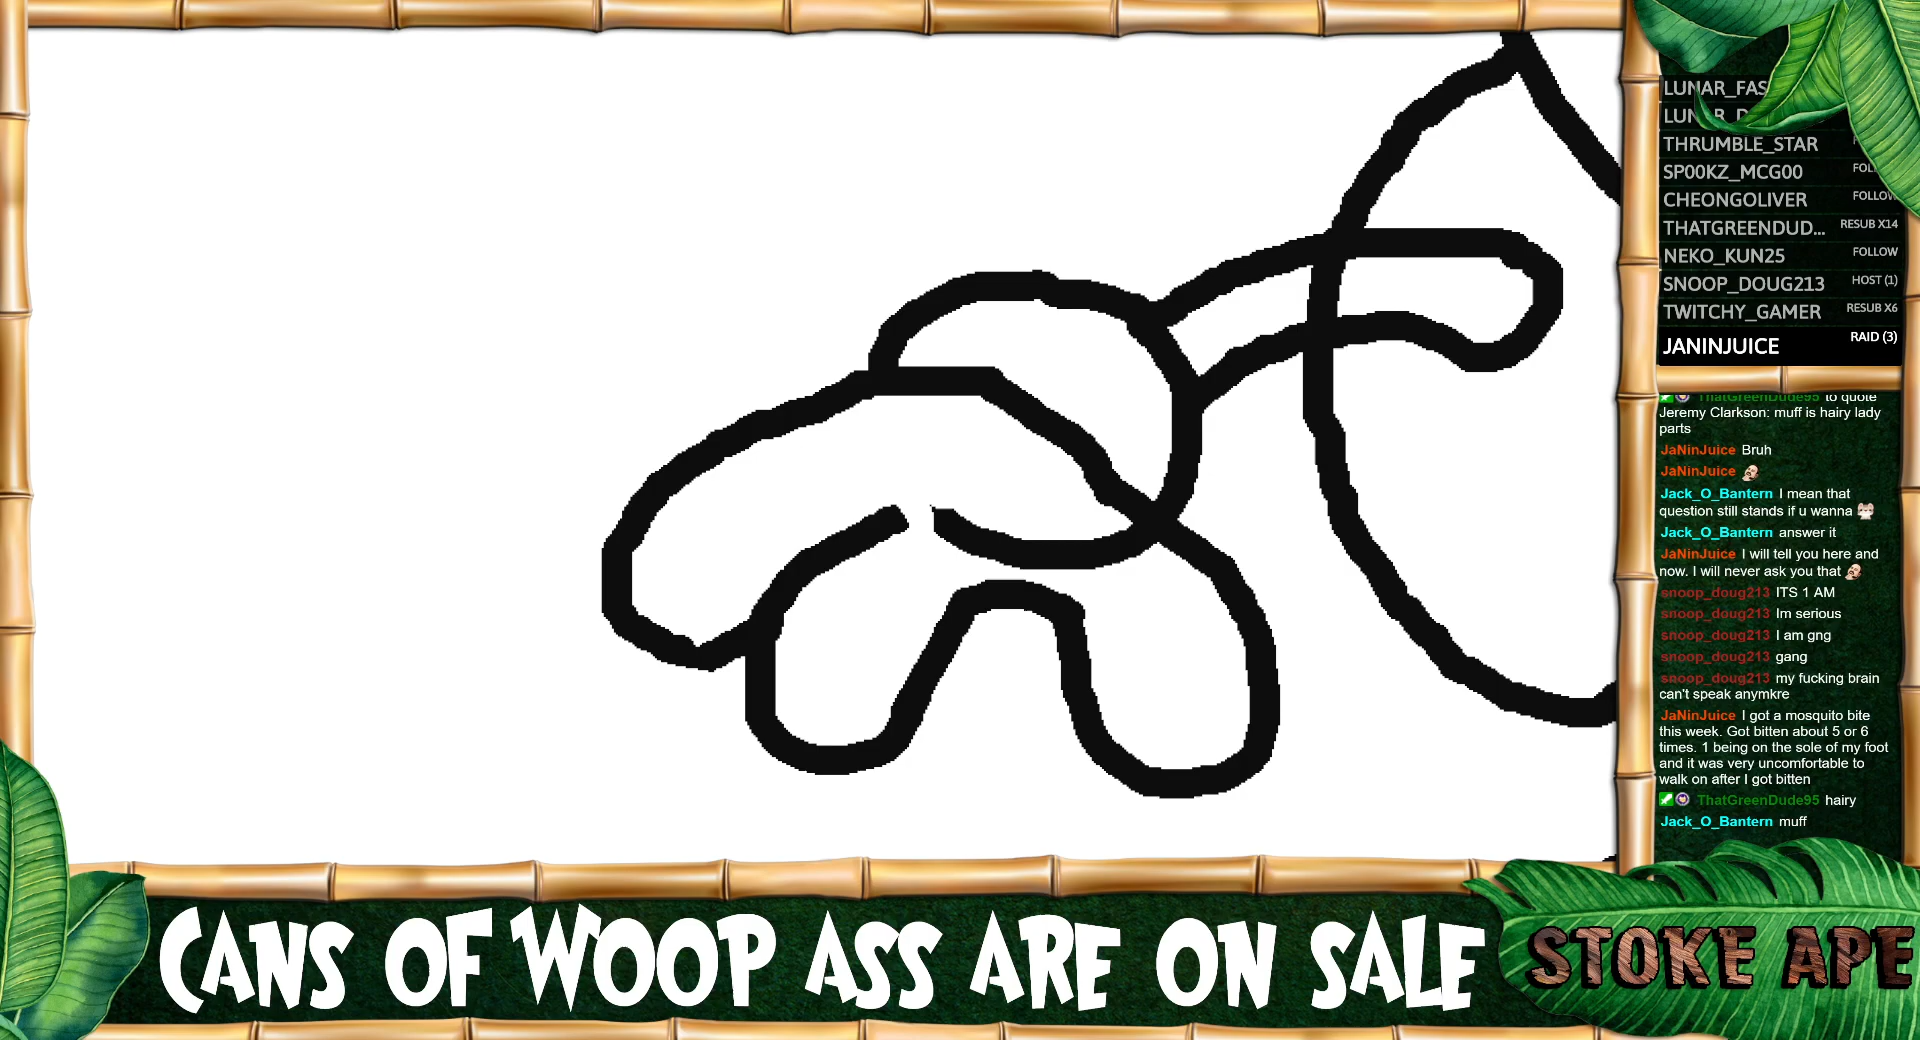 LUNAR_FAS
LUNAR_D
THRUMBLE_STAR
SP00KZ_MCG00 FOL
CHEONGOLIVER FOLLOW
THATGREENDUD... RESUB X14
NEKO_KUN25 FOLLOW
SNOOP_DOUG213 HOST (1)
TWITCHY_GAMER RESUB X6
JANINJUICE RAID (3)
ThatGreenDude95 to quote
Jeremy Clarkson: muff is hairy lady
parts
JaNinJuice Bruh
JaNinJuice
Jack_O_Bantern I mean that
question still stands if u wanna
Jack_O_Bantern answer it
JaNinJuice I will tell you here and
now. I will never ask you that
snoop_doug213 ITS 1 AM
snoop_doug213 Im serious
snoop_doug213 I am gng
snoop_doug213 gang
snoop_doug213 my fucking brain
can't speak anymkre
JaNinJuice I got a mosquito bite
this week. Got bitten about 5 or 6
times. 1 being on the sole of my foot
and it was very uncomfortable to
walk on after I got bitten
ThatGreenDude95 hairy
Jack_O_Bantern muff
CANS OF WOOP ASS ARE ON SALE
STOKE APE